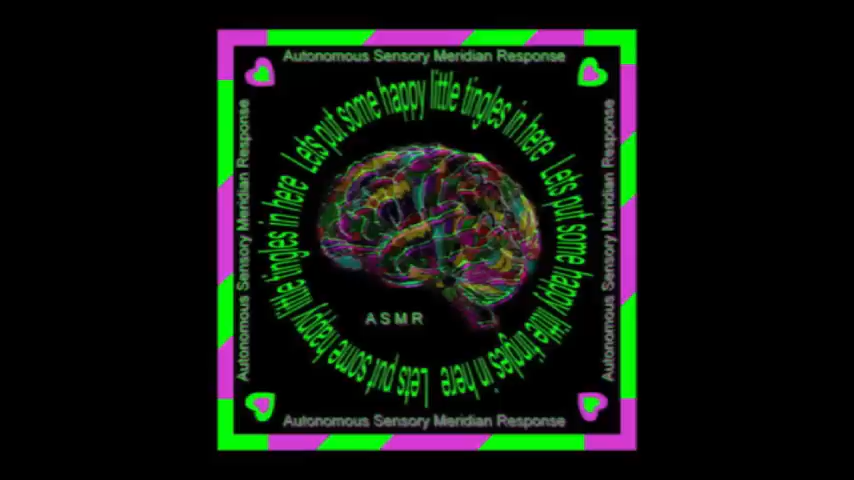 Autonomous Sensory Meridian Response
Autonomous Sensory Meridian Response
Lets put some happy little tingles in here
Lets put some happy little tingles in here
Lets put some happy little tingles in here
A S M R
Autonomous Sensory Meridian Response
Autonomous Sensory Meridian Response